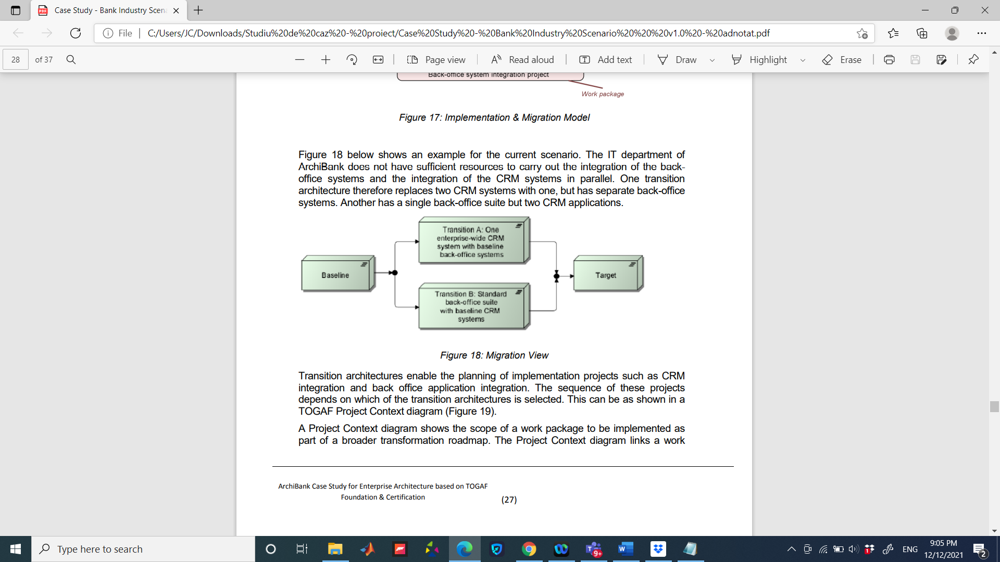 Case Study - Bank Industry Scen
File
C:/Users/JC/Downloads/Studiu%20de%20caz%20-%20proiect/Case%20Study%20-%20Bank%20Industry%20Scenario%20%20%20v1.0%20-%20adnotat.pdf
28 of 37
Page view
Read aloud
Add text
Draw
Highlight
Erase
Back-office system integration project
Work package
Figure 17: Implementation & Migration Model
Figure 18 below shows an example for the current scenario. The IT department of
ArchiBank does not have sufficient resources to carry out the integration of the back-
office systems and the integration of the CRM systems in parallel. One transition
architecture therefore replaces two CRM systems with one, but has separate back-office
systems. Another has a single back-office suite but two CRM applications.
Transition A: One
enterprise-wide CRM
system with baseline
back-office systems
Baseline
Target
Transition B: Standard
back-office suite
with baseline CRM
systems
Figure 18: Migration View
Transition architectures enable the planning of implementation projects such as CRM
integration and back office application integration. The sequence of these projects
depends on which of the transition architectures is selected. This can be as shown in a
TOGAF Project Context diagram (Figure 19).
A Project Context diagram shows the scope of a work package to be implemented as
part of a broader transformation roadmap. The Project Context diagram links a work
ArchiBank Case Study for Enterprise Architecture based on TOGAF
Foundation & Certification
(27)
Type here to search
9+
1
ENG
9:05 PM
12/12/2021
2